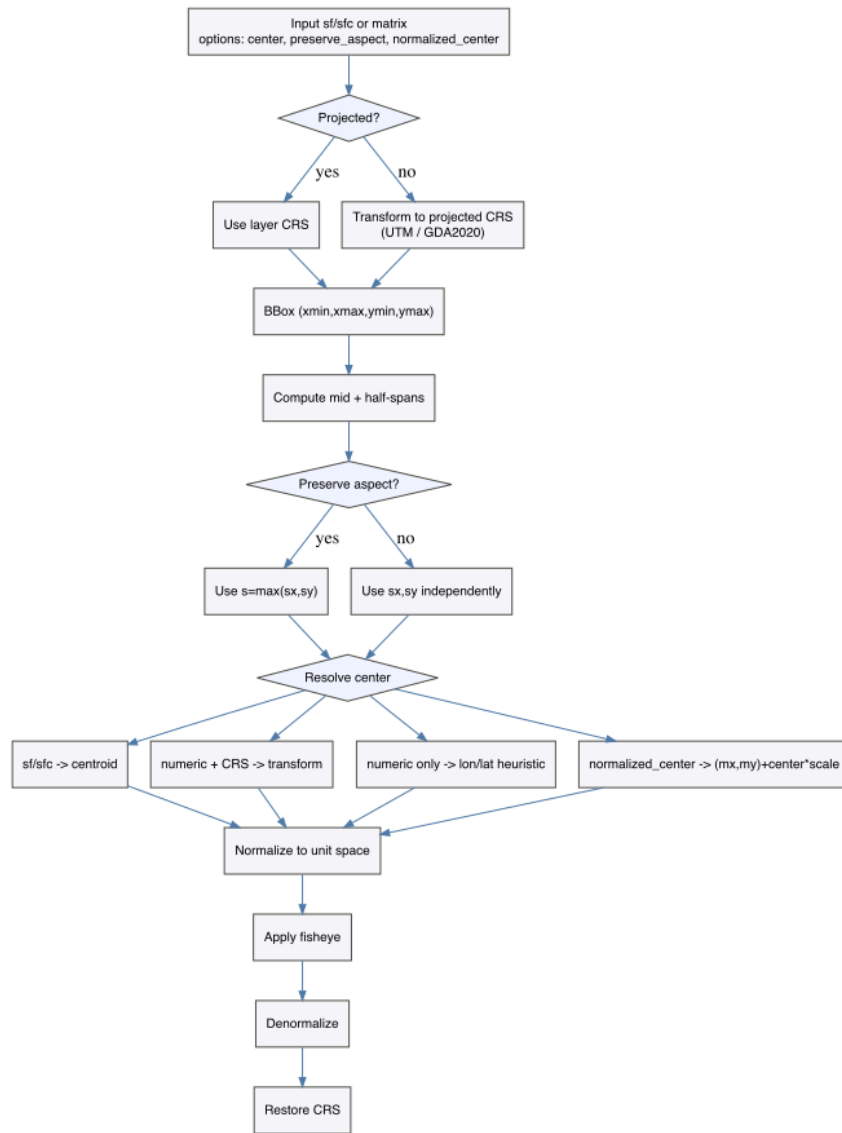 Input sf/sfc or matrix
options: center, preserve_aspect, normalized_center
Projected?
yes
no
Use layer CRS
Transform to projected CRS
(UTM / GDA2020)
BBox (xmin,xmax,ymin,ymax)
Compute mid + half-spans
Preserve aspect?
yes
no
Use s=max(sx,sy)
Use sx,sy independently
Resolve center
sf/sfc -> centroid
numeric + CRS -> transform
numeric only -> lon/lat heuristic
normalized_center -> (mx,my)+center*scale
Normalize to unit space
Apply fisheye
Denormalize
Restore CRS